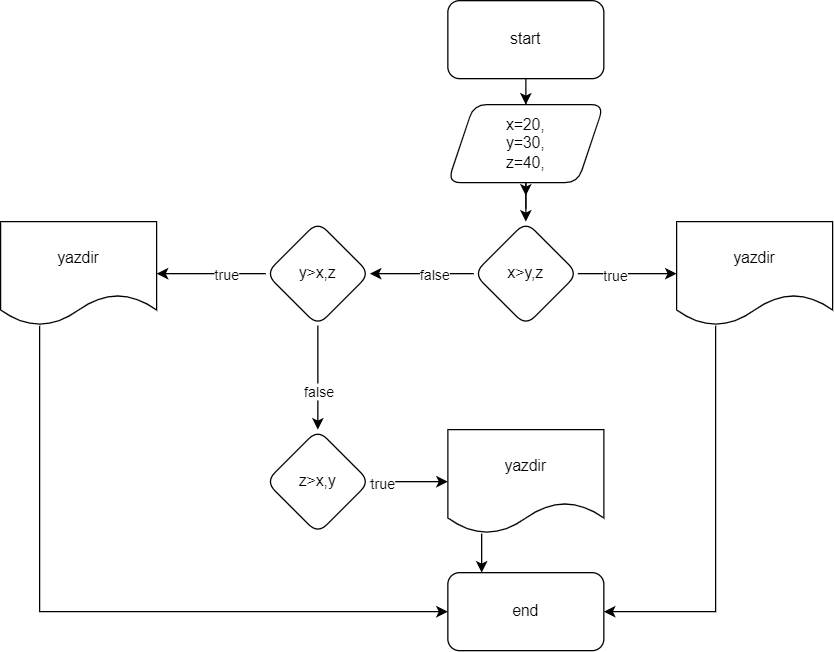 start
x=20,
y=30,
z=40,
yazdir
true
y>x,z
false
x>y,z
true
yazdir
false
z>x,y
true
yazdir
end